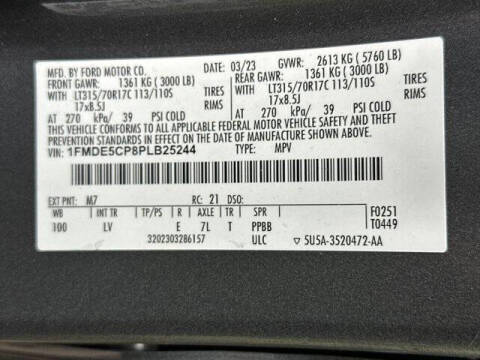 MFD. BY FORD MOTOR CO.
DATE: 03/23 GVWR: 2613 KG (5760 LB)
FRONT GAWR: 1361 KG (3000 LB) REAR GAWR: 1361 KG (3000 LB)
WITH LT315/70R17C 113/110S TIRES WITH LT315/70R17C 113/110S TIRES
17x8.5J RIMS 17x8.5J RIMS
AT 270 kPa/ 39 PSI COLD AT 270 kPa/ 39 PSI COLD
THIS VEHICLE CONFORMS TO ALL APPLICABLE FEDERAL MOTOR VEHICLE SAFETY, BUMPER, AND THEFT
PREVENTION STANDARDS IN EFFECT ON THE DATE OF MANUFACTURE SHOWN ABOVE.
VIN: 1FMDE5CP8PLB25244
EXT PNT: M7 RC: 21 DSO:
WB INT TR TP/PS R AXLE TR SPR F0251
100 LV E 7L T PPBB T0449
3202303286157 ULC ▽ 5U5A-3520472-AA